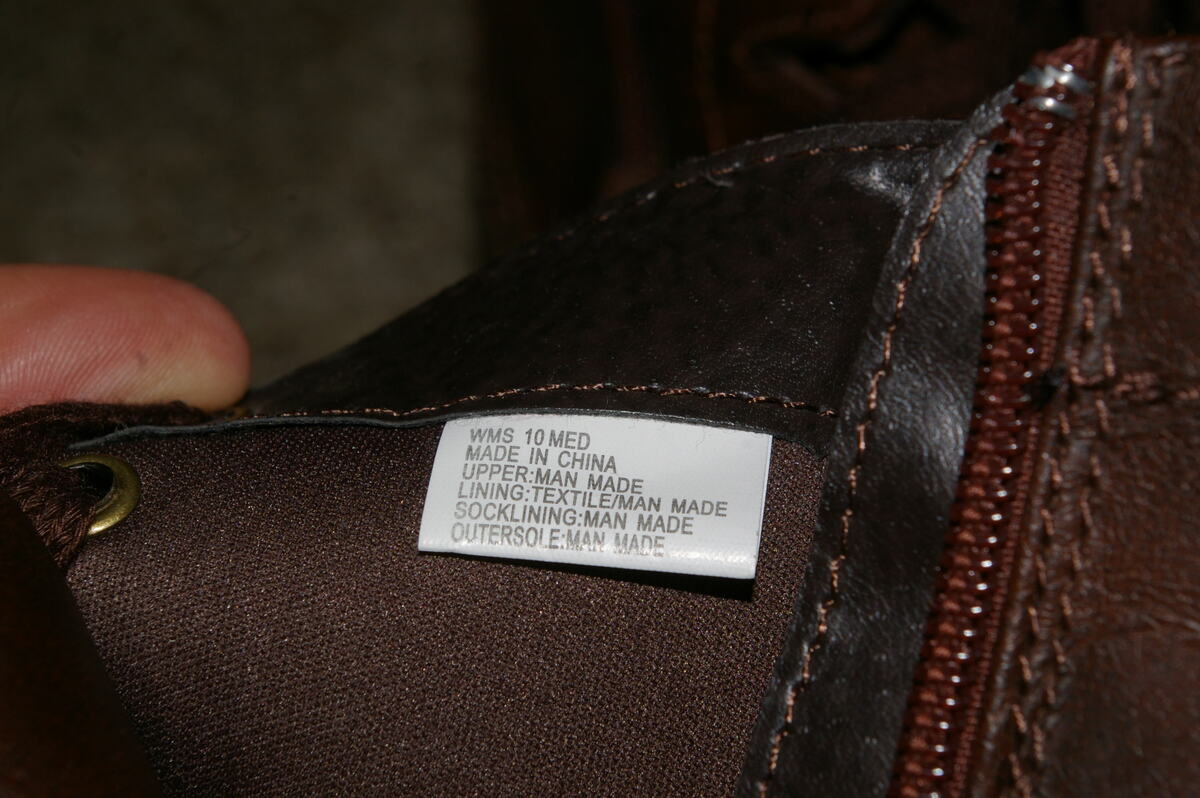 WMS 10 MED
MADE IN CHINA
UPPER:MAN MADE
LINING:TEXTILE/MAN MADE
SOCKLINING:MAN MADE
OUTERSOLE:MAN MADE